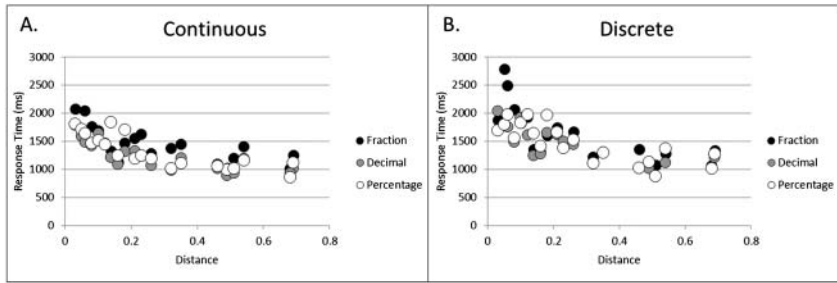 A.
Continuous
3000
2500
2000
1500
1000
500
0
Response Time (ms)
0
0.2
0.4
0.6
0.8
Distance
Fraction
Decimal
Percentage
B.
Discrete
3000
2500
2000
1500
1000
500
0
Response Time (ms)
0
0.2
0.4
0.6
0.8
Distance
Fraction
Decimal
Percentage